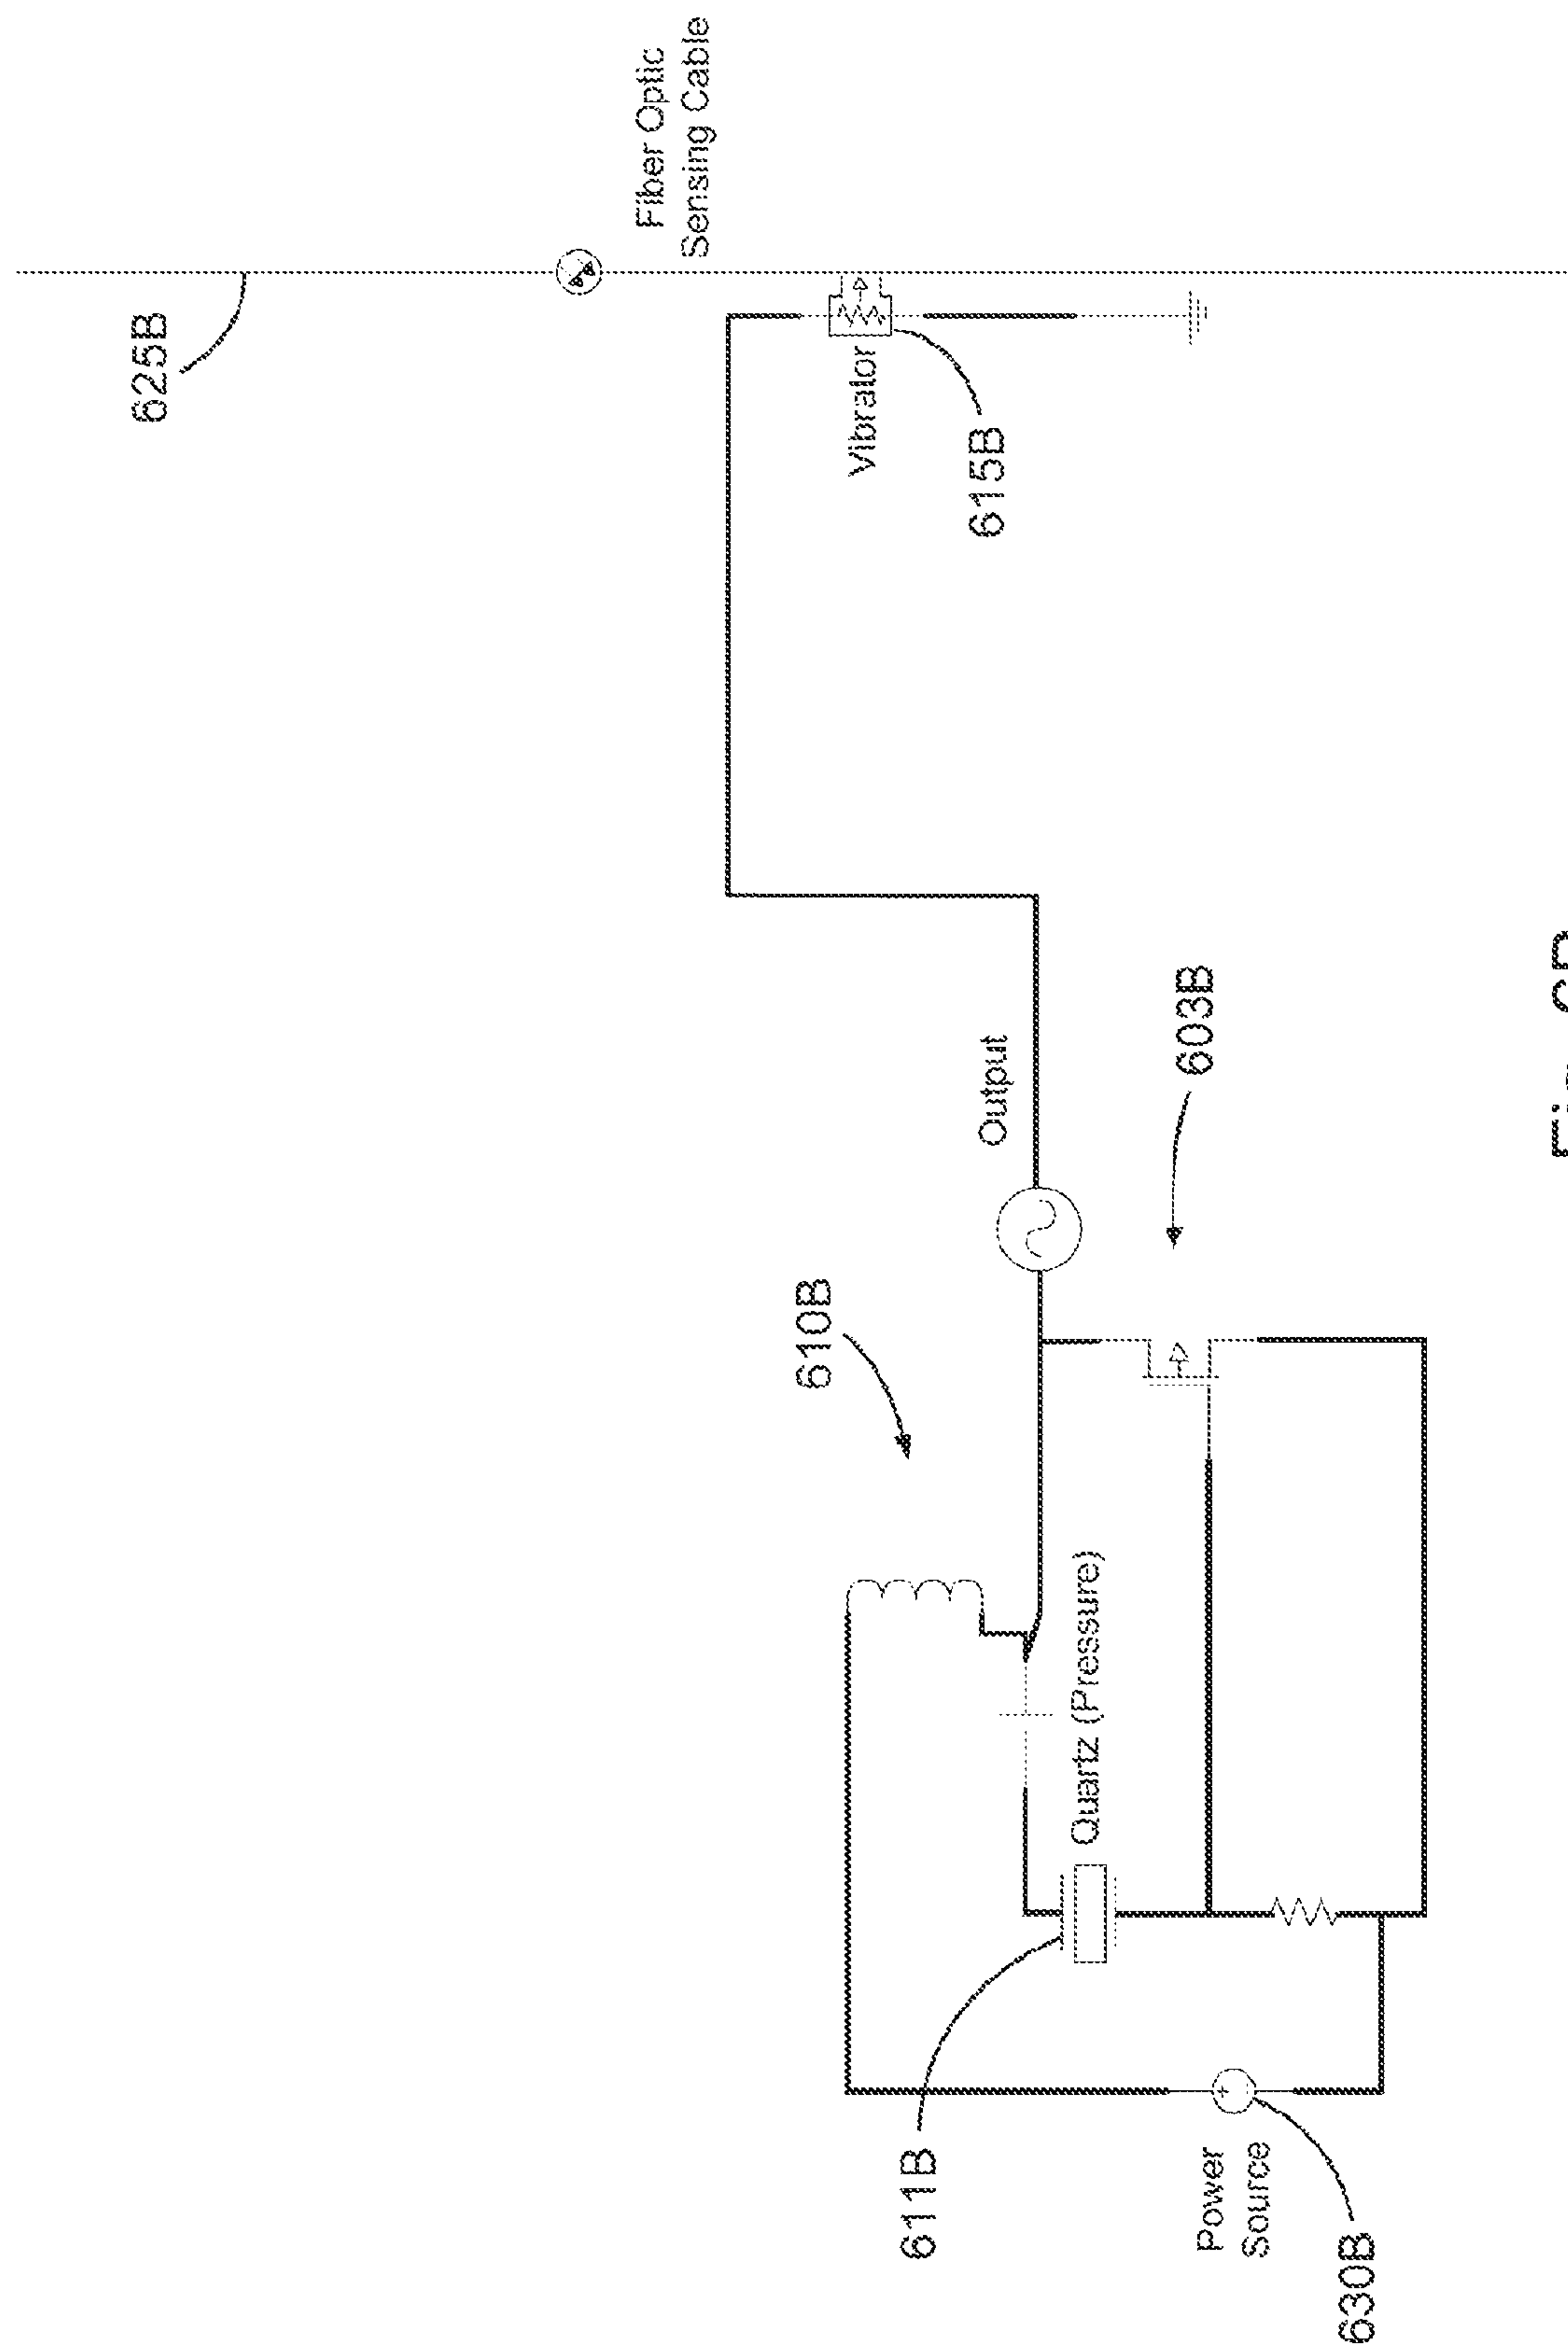 625B
Fiber Optic
Sensing Cable
Vibrator
615B
Output
603B
610B
Quartz (Pressure)
611B
Power
Source
630B